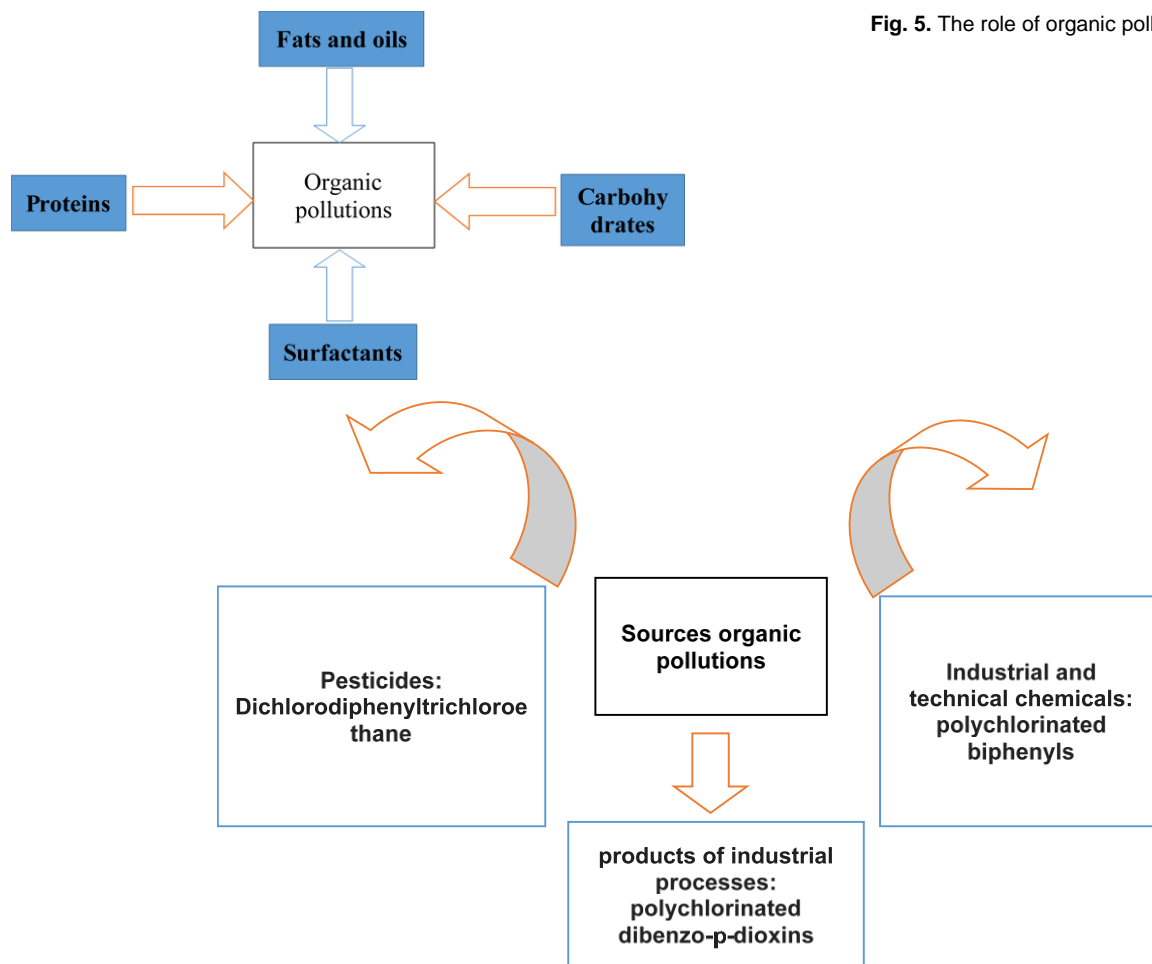 Fig. 5. The role of organic poll
Fats and oils
Proteins
Organic
pollutions
Carbohy
drates
Surfactants
Pesticides:
Dichlorodiphenyltrichloroe
thane
Sources organic
pollutions
Industrial and
technical chemicals:
polychlorinated
biphenyls
products of industrial
processes:
polychlorinated
dibenzo-p-dioxins